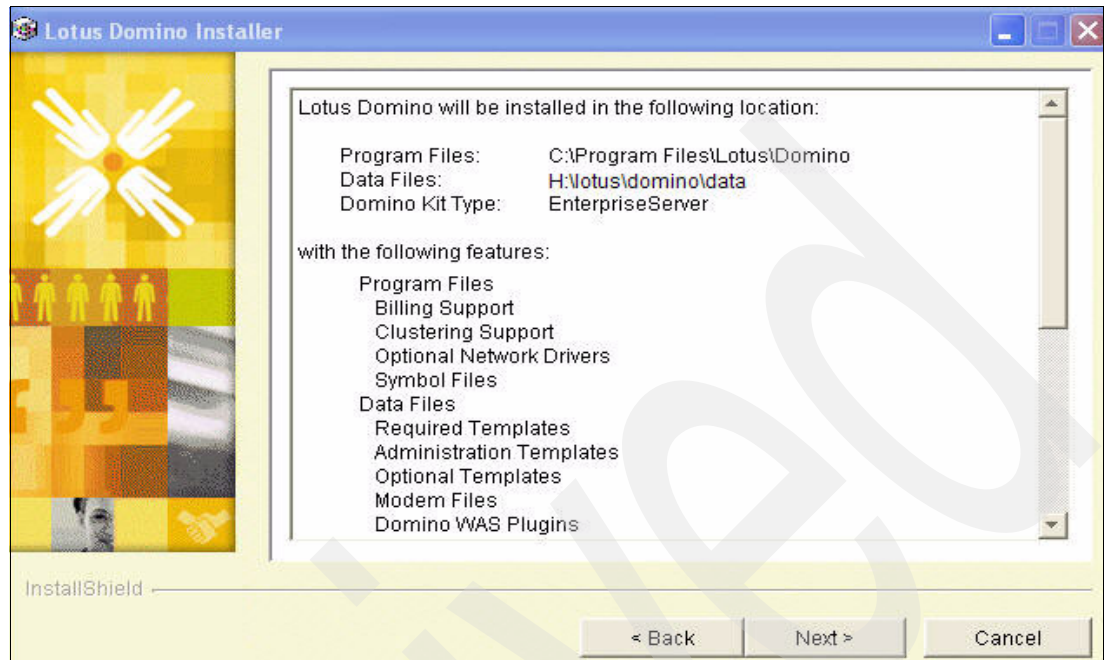 Lotus Domino Installer
Lotus Domino will be installed in the following location:
Program Files: C:\Program Files\Lotus\Domino
Data Files: H:\lotus\domino\data
Domino Kit Type: EnterpriseServer
with the following features:
Program Files
Billing Support
Clustering Support
Optional Network Drivers
Symbol Files
Data Files
Required Templates
Administration Templates
Optional Templates
Modem Files
Domino WAS Plugins
InstallShield
< Back Next > Cancel